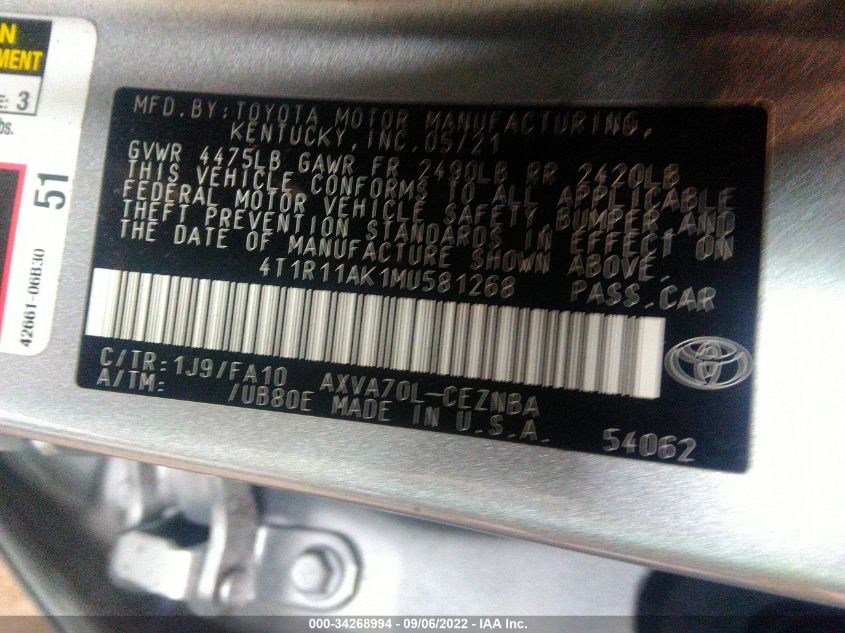 N
MENT
E: 3
bs.
51
42661-06B30
MFD.BY:TOYOTA MOTOR MANUFACTURING,
KENTUCKY,INC.05/21
GVWR 4475LB GAWR FR 2490LB RR 2420LB
THIS VEHICLE CONFORMS TO ALL APPLICABLE
FEDERAL MOTOR VEHICLE SAFETY BUMPER AND
THEFT PREVENTION STANDARDS IN EFFECT ON
THE DATE OF MANUFACTURE SHOWN ABOVE.
4T1R11AK1MU581268 PASS.CAR
C/TR:1J9/FA10 AXVA70L-CEZNBA
A/TM: /UB80E MADE IN U.S.A. 54062
000-34268994 - 09/06/2022 - IAA Inc.